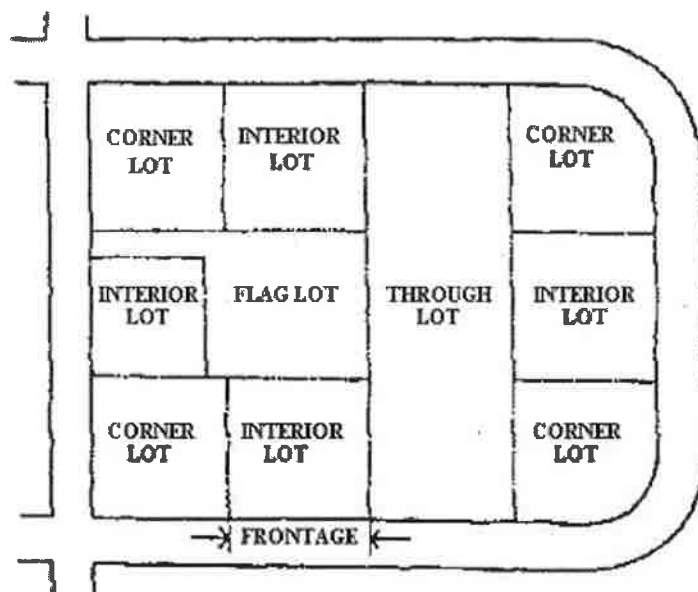 CORNER
LOT
INTERIOR
LOT
CORNER
LOT
INTERIOR
LOT
FLAG LOT
THROUGH
LOT
INTERIOR
LOT
CORNER
LOT
INTERIOR
LOT
CORNER
LOT
FRONTAGE